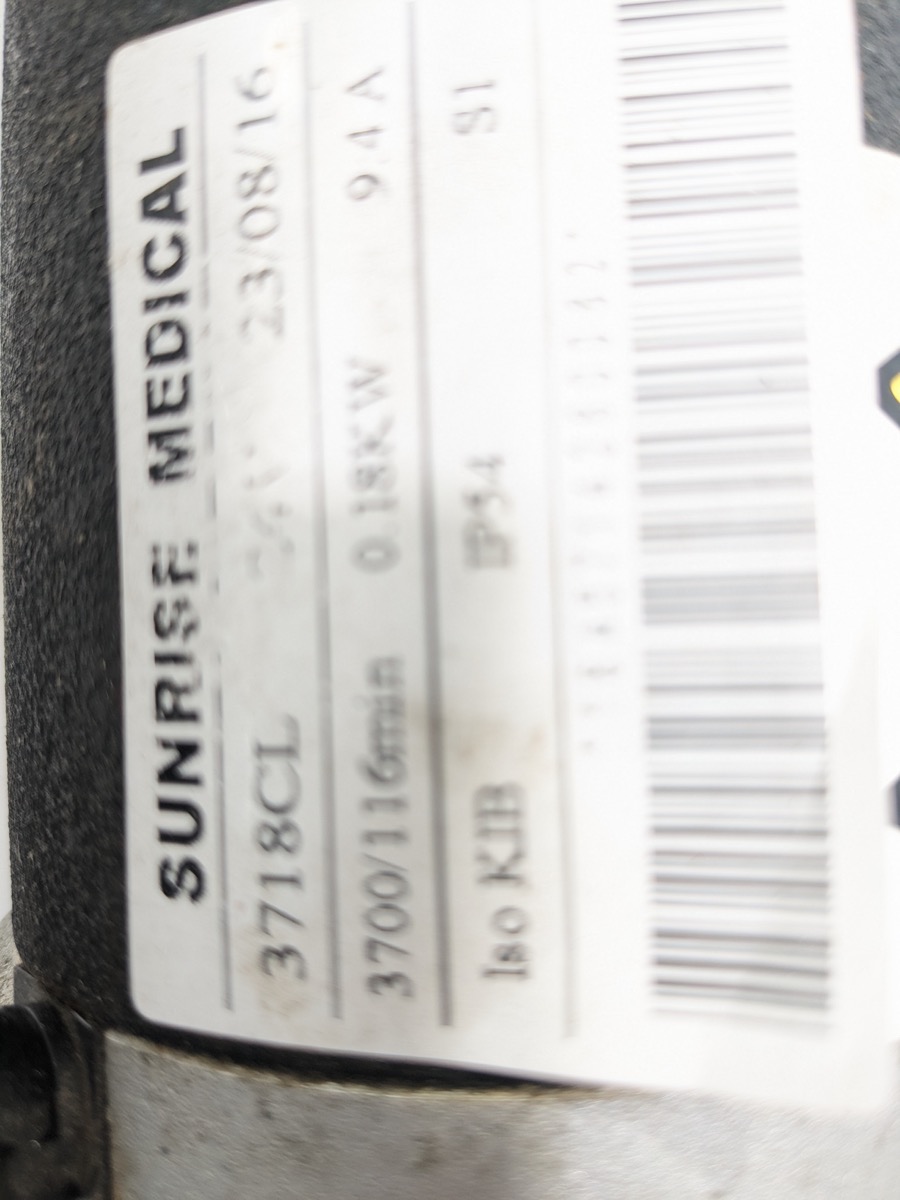 SUNRISE MEDICAL
3718CL 23/08/16
3700/116min 0.18KW 9.4 A
Iso KIB IP54 S1